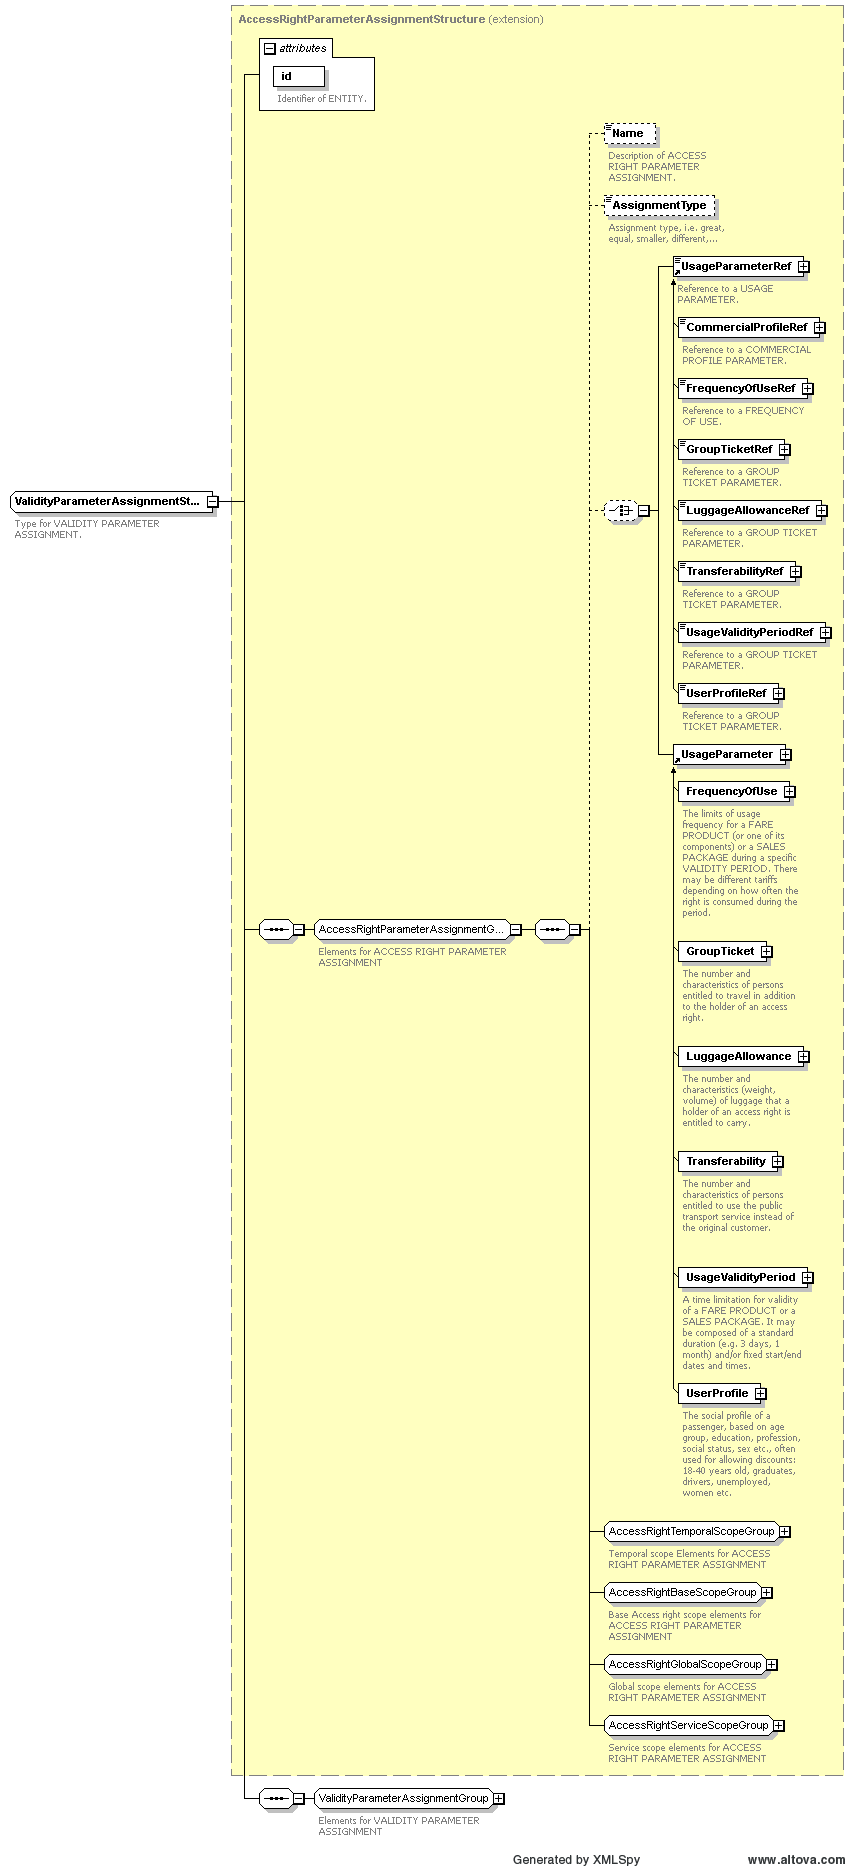 AccessRightParameterAssignmentStructure (extension)
attributes
id
Identifier of ENTITY.
Name
Description of ACCESS
RIGHT PARAMETER
ASSIGNMENT.
AssignmentType
Assignment type, i.e. great,
equal, smaller, different,...
UsageParameterRef
Reference to a USAGE
PARAMETER.
CommercialProfileRef
Reference to a COMMERCIAL
PROFILE PARAMETER.
FrequencyOfUseRef
Reference to a FREQUENCY
OF USE.
GroupTicketRef
Reference to a GROUP
TICKET PARAMETER.
ValidityParameterAssignmentSt...
Type for VALIDITY PARAMETER
ASSIGNMENT.
LuggageAllowanceRef
Reference to a GROUP TICKET
PARAMETER.
TransferabilityRef
Reference to a GROUP
TICKET PARAMETER.
UsageValidityPeriodRef
Reference to a GROUP TICKET
PARAMETER.
UserProfileRef
Reference to a GROUP
TICKET PARAMETER.
UsageParameter
FrequencyOfUse
The limits of usage
frequency for a FARE
PRODUCT (or one of its
components) or a SALES
PACKAGE during a specific
VALIDITY PERIOD. There
may be different tariffs
depending on how often the
right is consumed during the
period.
AccessRightParameterAssignmentG...
Elements for ACCESS RIGHT PARAMETER
ASSIGNMENT
GroupTicket
The number and
characteristics of persons
entitled to travel in addition
to the holder of an access
right.
LuggageAllowance
The number and
characteristics (weight,
volume) of luggage that a
holder of an access right is
entitled to carry.
Transferability
The number and
characteristics of persons
entitled to use the public
transport service instead of
the original customer.
UsageValidityPeriod
A time limitation for validity
of a FARE PRODUCT or a
SALES PACKAGE. It may
be composed of a standard
duration (e.g. 3 days, 1
month) and/or fixed start/end
dates and times.
UserProfile
The social profile of a
passenger, based on age
group, education, profession,
social status, sex etc., often
used for allowing discounts:
18-40 years old, graduates,
drivers, unemployed,
women etc.
AccessRightTemporalScopeGroup
Temporal scope Elements for ACCESS
RIGHT PARAMETER ASSIGNMENT
AccessRightBaseScopeGroup
Base Access right scope elements for
ACCESS RIGHT PARAMETER
ASSIGNMENT
AccessRightGlobalScopeGroup
Global scope elements for ACCESS
RIGHT PARAMETER ASSIGNMENT
AccessRightServiceScopeGroup
Service scope elements for ACCESS
RIGHT PARAMETER ASSIGNMENT
ValidityParameterAssignmentGroup
Elements for VALIDITY PARAMETER
ASSIGNMENT
Generated by XMLSpy
www.altova.com